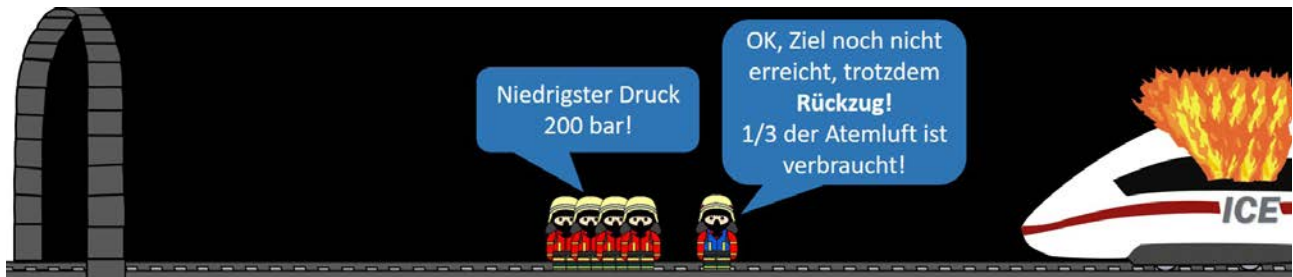 Niedrigster Druck
200 bar!
OK, Ziel noch nicht
erreicht, trotzdem
Rückzug!
1/3 der Atemluft ist
verbraucht!
ICE